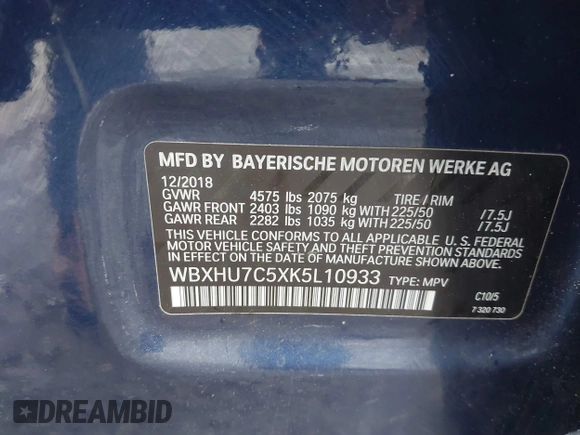 MFD BY BAYERISCHE MOTOREN WERKE AG
12/2018
GVWR 4575 lbs 2075 kg TIRE / RIM
GAWR FRONT 2403 lbs 1090 kg WITH 225/50 /7.5J
GAWR REAR 2282 lbs 1035 kg WITH 225/50 /7.5J
THIS VEHICLE CONFORMS TO ALL APPLICABLE U. S. FEDERAL
MOTOR VEHICLE SAFETY AND THEFT PREVENTION STANDARDS
IN EFFECT ON THE DATE OF MANUFACTURE SHOWN ABOVE.
WBXHU7C5XK5L10933 TYPE: MPV
C10/5
7 320 730
DREAMBID